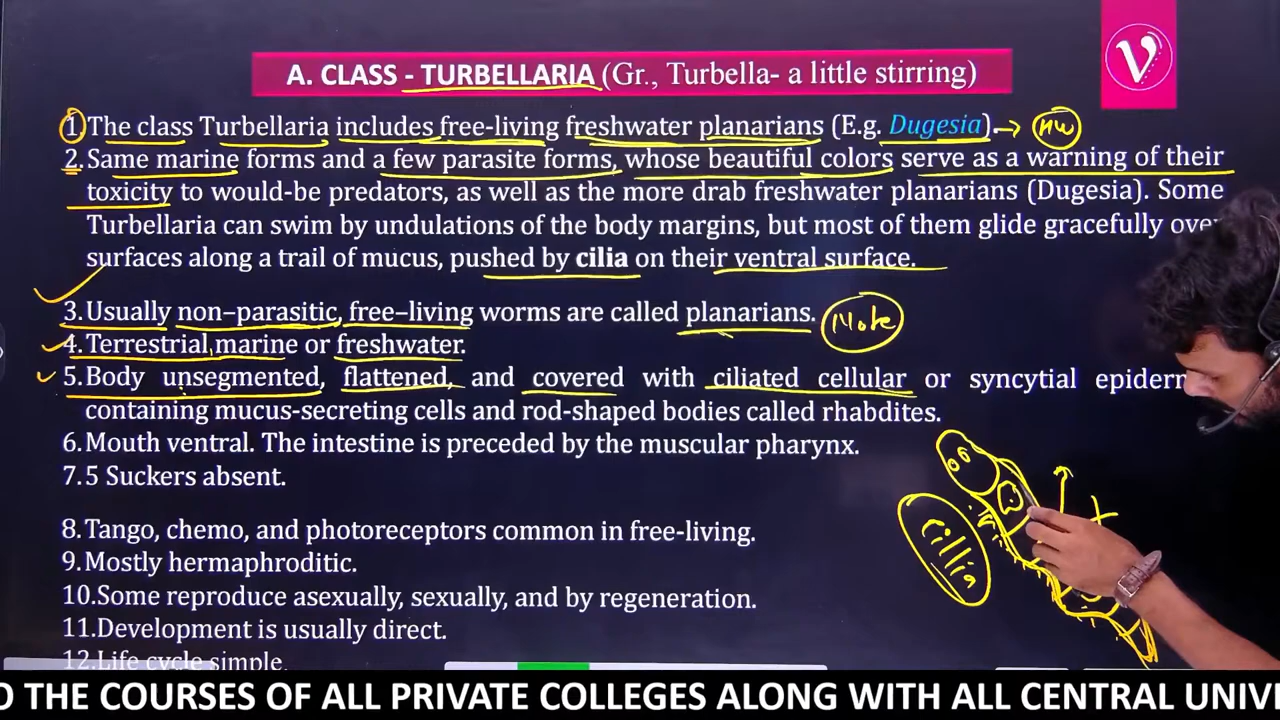 A. CLASS - TURBELLARIA (Gr., Turbella- a little stirring)
1. The class Turbellaria includes free-living freshwater planarians (E.g. Dugesia). → HW
2. Same marine forms and a few parasite forms, whose beautiful colors serve as a warning of their
toxicity to would-be predators, as well as the more drab freshwater planarians (Dugesia). Some
Turbellaria can swim by undulations of the body margins, but most of them glide gracefully over
surfaces along a trail of mucus, pushed by cilia on their ventral surface.
3.Usually non–parasitic, free–living worms are called planarians. Note
4.Terrestrial,marine or freshwater.
5.Body unsegmented, flattened, and covered with ciliated cellular or syncytial
containing mucus-secreting cells and rod-shaped bodies called rhabdites.
6.Mouth ventral. The intestine is preceded by the muscular pharynx.
7.5 Suckers absent.
cillia
8.Tango, chemo, and photoreceptors common in free-living.
9.Mostly hermaphroditic.
10.Some reproduce asexually, sexually, and by regeneration.
11.Development is usually direct.
12.Life cycle simple.
O THE COURSES OF ALL PRIVATE COLLEGES ALONG WITH ALL CENTRAL UNIV